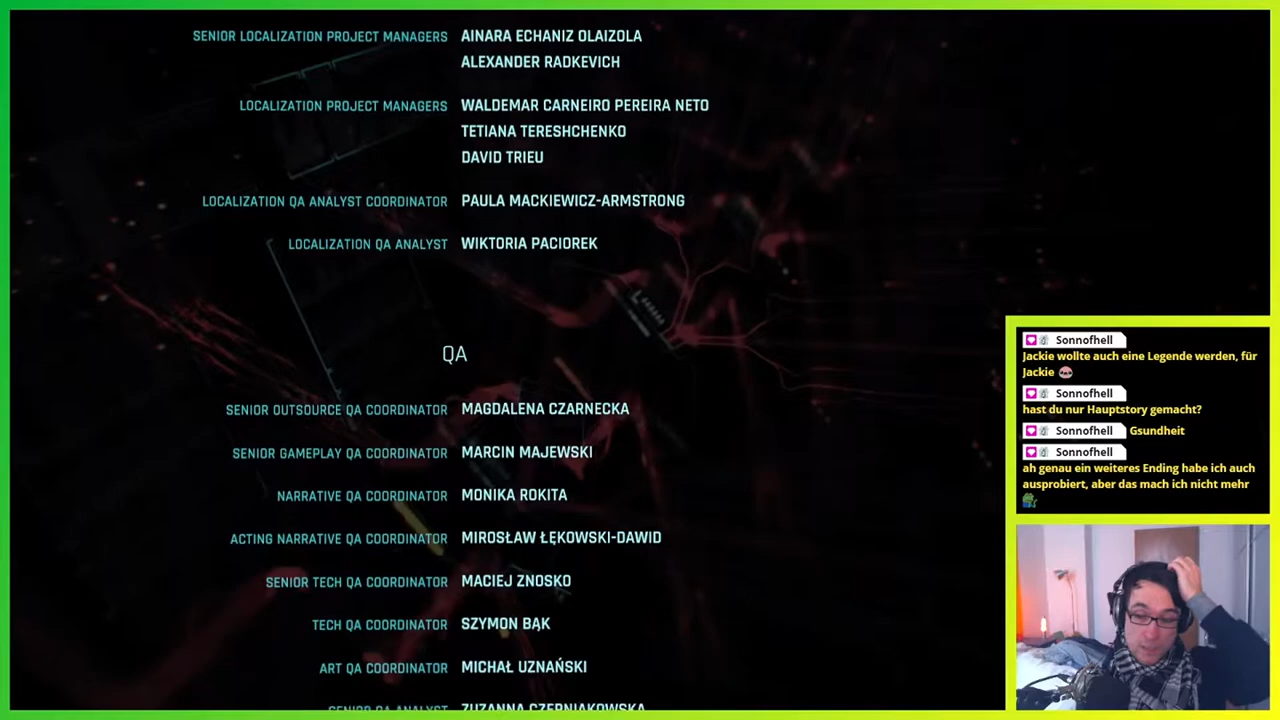 SENIOR LOCALIZATION PROJECT MANAGERS AINARA ECHANIZ OLAIZOLA
ALEXANDER RADKEVICH
LOCALIZATION PROJECT MANAGERS WALDEMAR CARNEIRO PEREIRA NETO
TETIANA TERESHCHENKO
DAVID TRIEU
LOCALIZATION QA ANALYST COORDINATOR PAULA MACKIEWICZ-ARMSTRONG
LOCALIZATION QA ANALYST WIKTORIA PACIOREK
QA
SENIOR OUTSOURCE QA COORDINATOR MAGDALENA CZARNECKA
SENIOR GAMEPLAY QA COORDINATOR MARCIN MAJEWSKI
NARRATIVE QA COORDINATOR MONIKA ROKITA
ACTING NARRATIVE QA COORDINATOR MIROSŁAW ŁĘKOWSKI-DAWID
SENIOR TECH QA COORDINATOR MACIEJ ZNOSKO
TECH QA COORDINATOR SZYMON BĄK
ART QA COORDINATOR MICHAŁ UZNAŃSKI
SENIOR QA ANALYST ZUZANNA CZERNIAKOWSKA
Sonnofhell
Jackie wollte auch eine Legende werden, für
Jackie
Sonnofhell
hast du nur Hauptstory gemacht?
Sonnofhell Gsundheit
Sonnofhell
ah genau ein weiteres Ending habe ich auch
ausprobiert, aber das mach ich nicht mehr